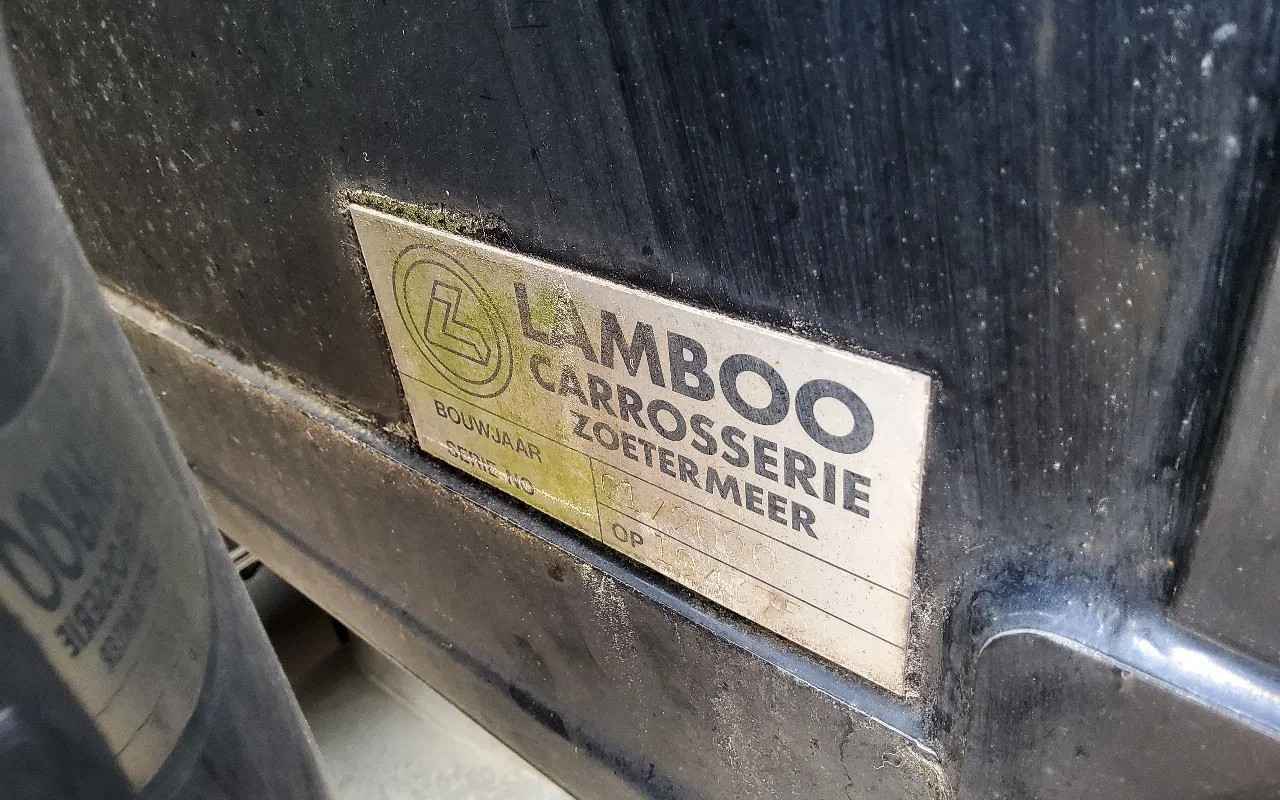 L
LAMBOO
CARROSSERIE
ZOETERMEER
BOUWJAAR
SERIE NO
OP